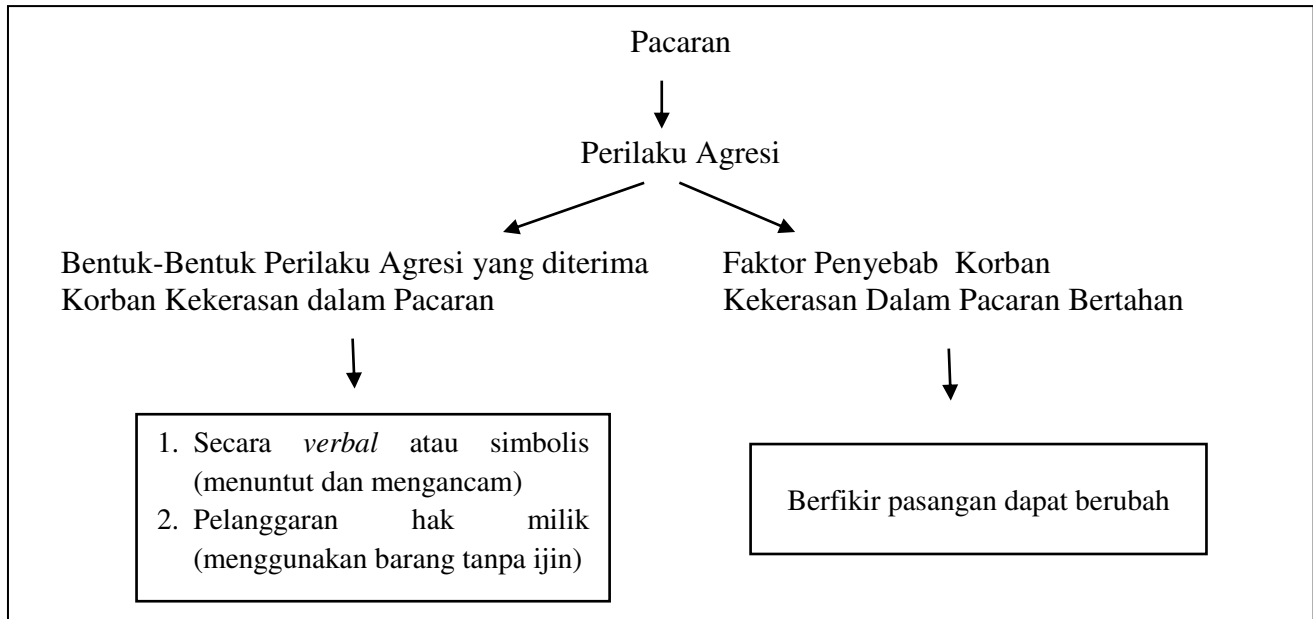 Pacaran
Perilaku Agresi
Bentuk-Bentuk Perilaku Agresi yang diterima
Korban Kekerasan dalam Pacaran
Faktor Penyebab Korban
Kekerasan Dalam Pacaran Bertahan
1. Secara verbal atau simbolis
(menuntut dan mengancam)
2. Pelanggaran hak milik
(menggunakan barang tanpa ijin)
Berfikir pasangan dapat berubah